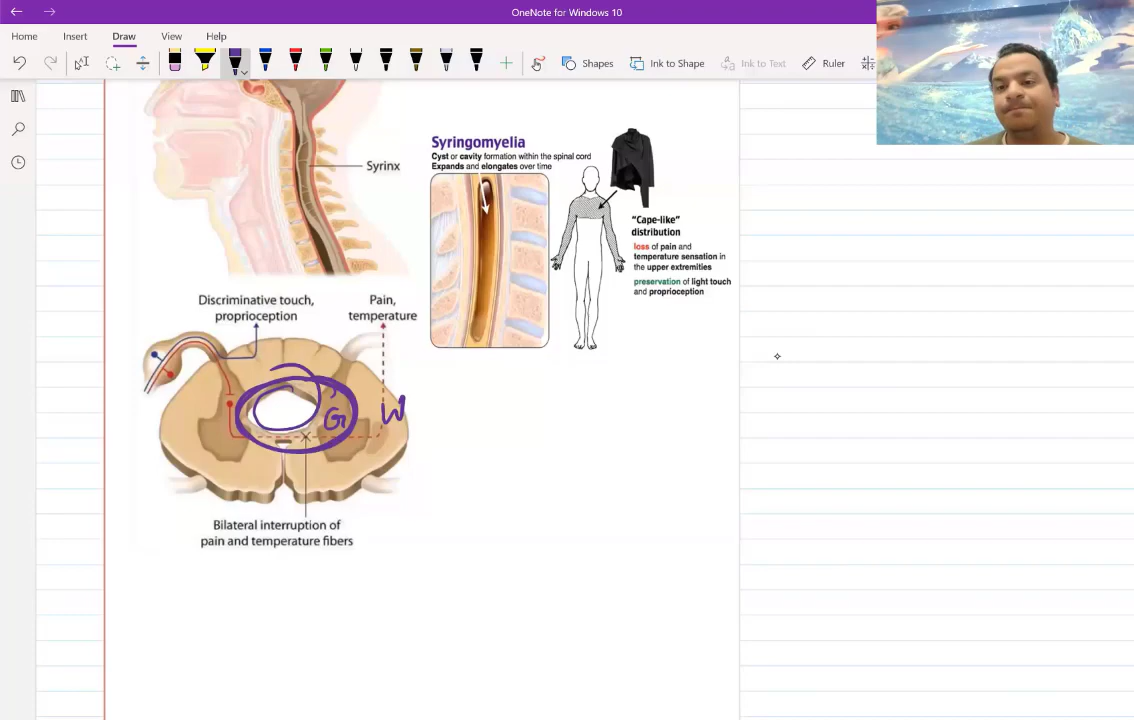 OneNote for Windows 10
Home
Insert
Draw
View
Help
Shapes
Ink to Shape
Ink to Text
Ruler
Syrinx
Syringomyelia
Cyst or cavity formation within the spinal cord
Expands and elongates over time
"Cape-like"
distribution
loss of pain and
temperature sensation in
the upper extremities
preservation of light touch
and proprioception
Discriminative touch,
proprioception
Pain,
temperature
G
W
Bilateral interruption of
pain and temperature fibers